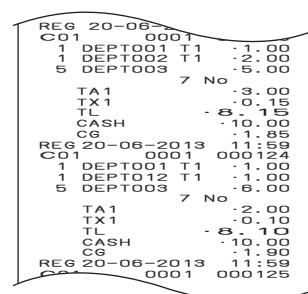 REG 20-06-
C01 0001
1 DEPT001 T1 ·1.00
1 DEPT002 T1 ·2.00
5 DEPT003 ·5.00
7 No
TA1 ·3.00
TX1 ·0.15
TL ·8.15
CASH ·10.00
CG ·1.85
REG 20-06-2013 11:59
C01 0001 000124
1 DEPT001 T1 ·1.00
1 DEPT012 T1 ·1.00
5 DEPT003 ·6.00
7 No
TA1 ·2.00
TX1 ·0.10
TL ·8.10
CASH ·10.00
CG ·1.90
REG 20-06-2013 11:59
C01 0001 000125